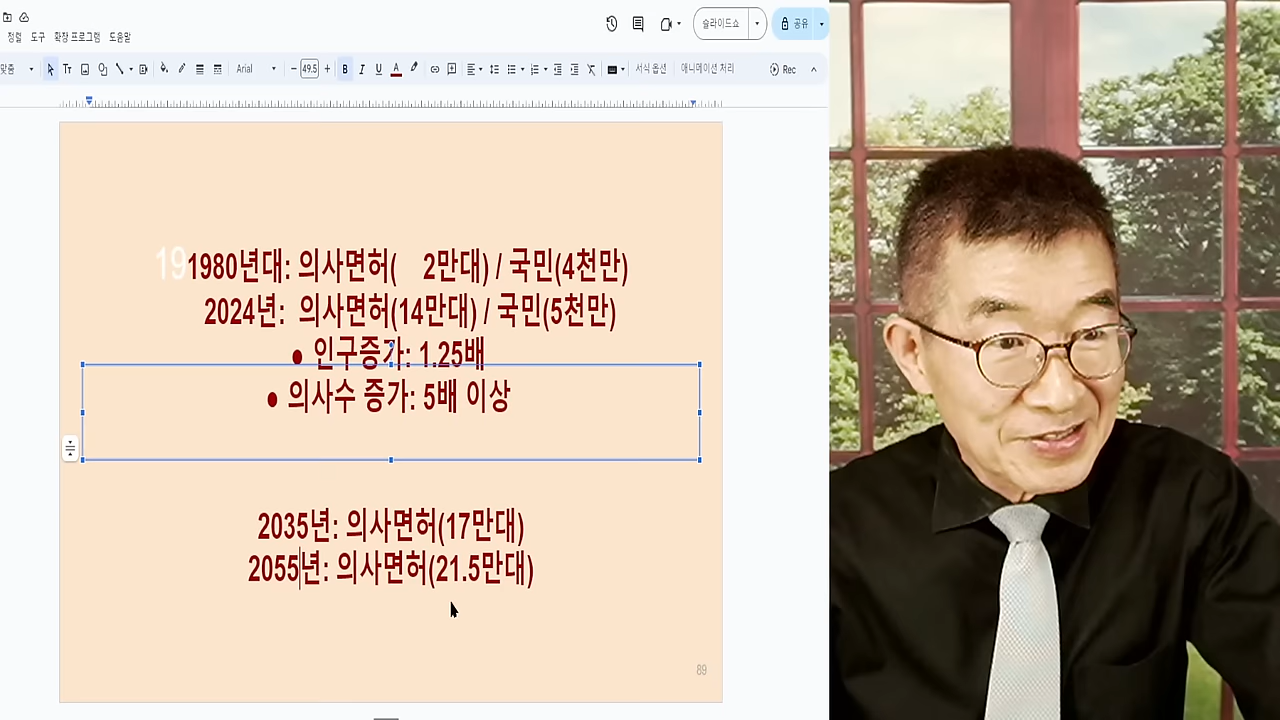 정렬 도구 확장 프로그램 도움말
슬라이드쇼
공유
맞춤
Arial
49.5
B I U A
서식 옵션
애니메이션 처리
Rec
19
1980년대: 의사면허( 2만대) / 국민(4천만)
2024년: 의사면허(14만대) / 국민(5천만)
● 인구증가: 1.25배
● 의사수 증가: 5배 이상
2035년: 의사면허(17만대)
2055년: 의사면허(21.5만대)
89